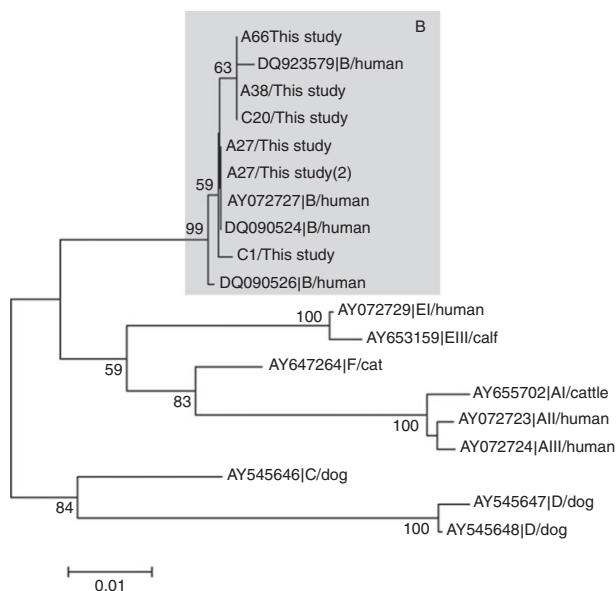 B
A66This study
63
DQ923579|B/human
A38/This study
C20/This study
A27/This study
A27/This study(2)
59
AY072727|B/human
DQ090524|B/human
99
C1/This study
DQ090526|B/human
AY072729|EI/human
100
AY653159|EIII/calf
59
AY647264|F/cat
83
AY655702|AI/cattle
100
AY072723|AII/human
AY072724|AIII/human
AY545646|C/dog
84
AY545647|D/dog
100
AY545648|D/dog
0.01